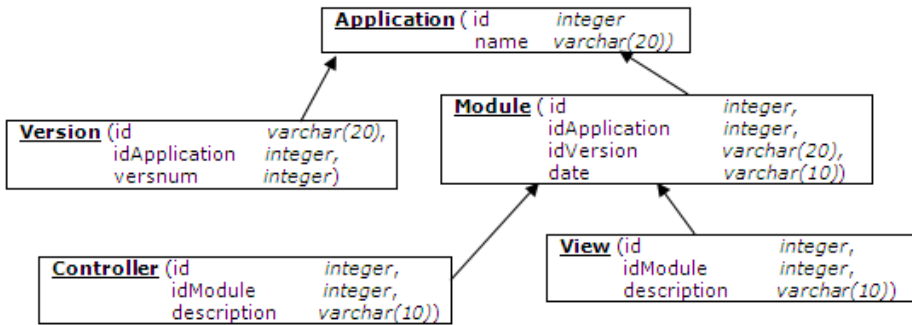 Application ( id integer
name varchar(20))
Version (id varchar(20),
idApplication integer,
versnum integer)
Module ( id integer,
idApplication integer,
idVersion varchar(20),
date varchar(10))
Controller (id integer,
idModule integer,
description varchar(10))
View (id integer,
idModule integer,
description varchar(10))